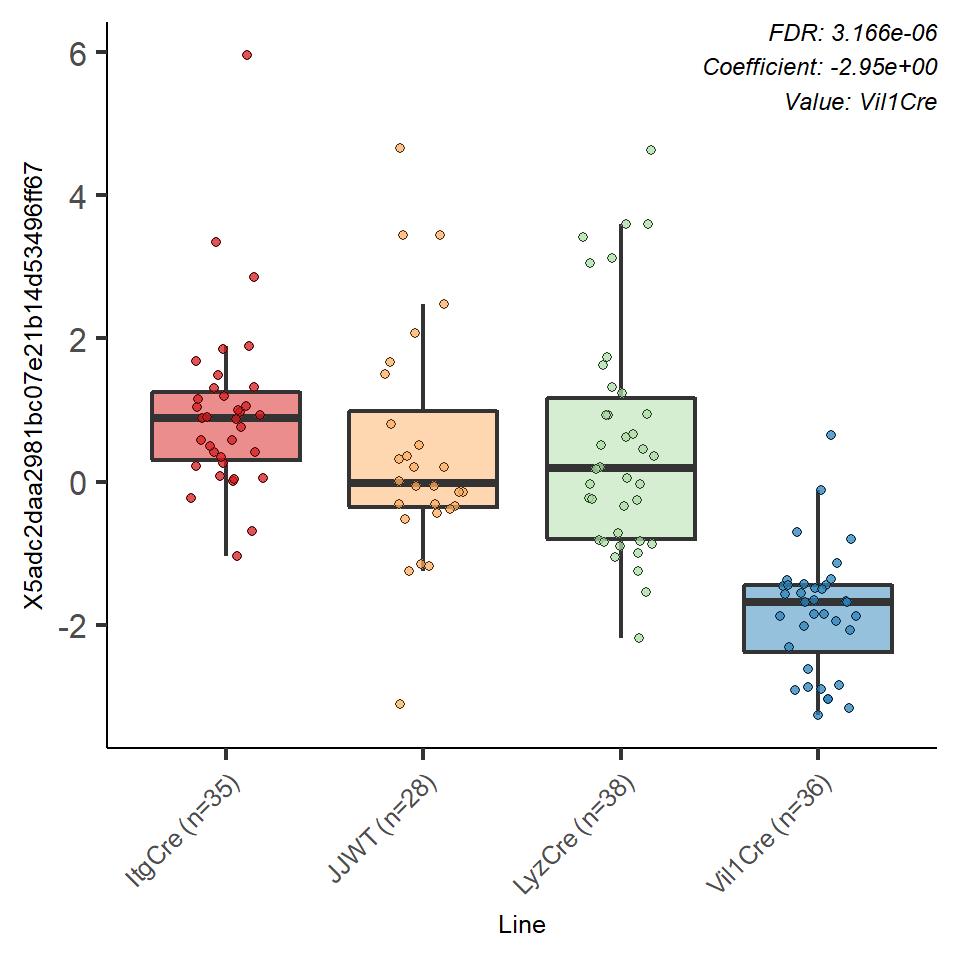 FDR: 3.166e-06
Coefficient: -2.95e+00
Value: Vil1Cre
X5adc2daa2981bc07e21b14d53496ff67
6
4
2
0
-2
ItgCre (n=35)
JJWT (n=28)
LyzCre (n=38)
Vil1Cre (n=36)
Line